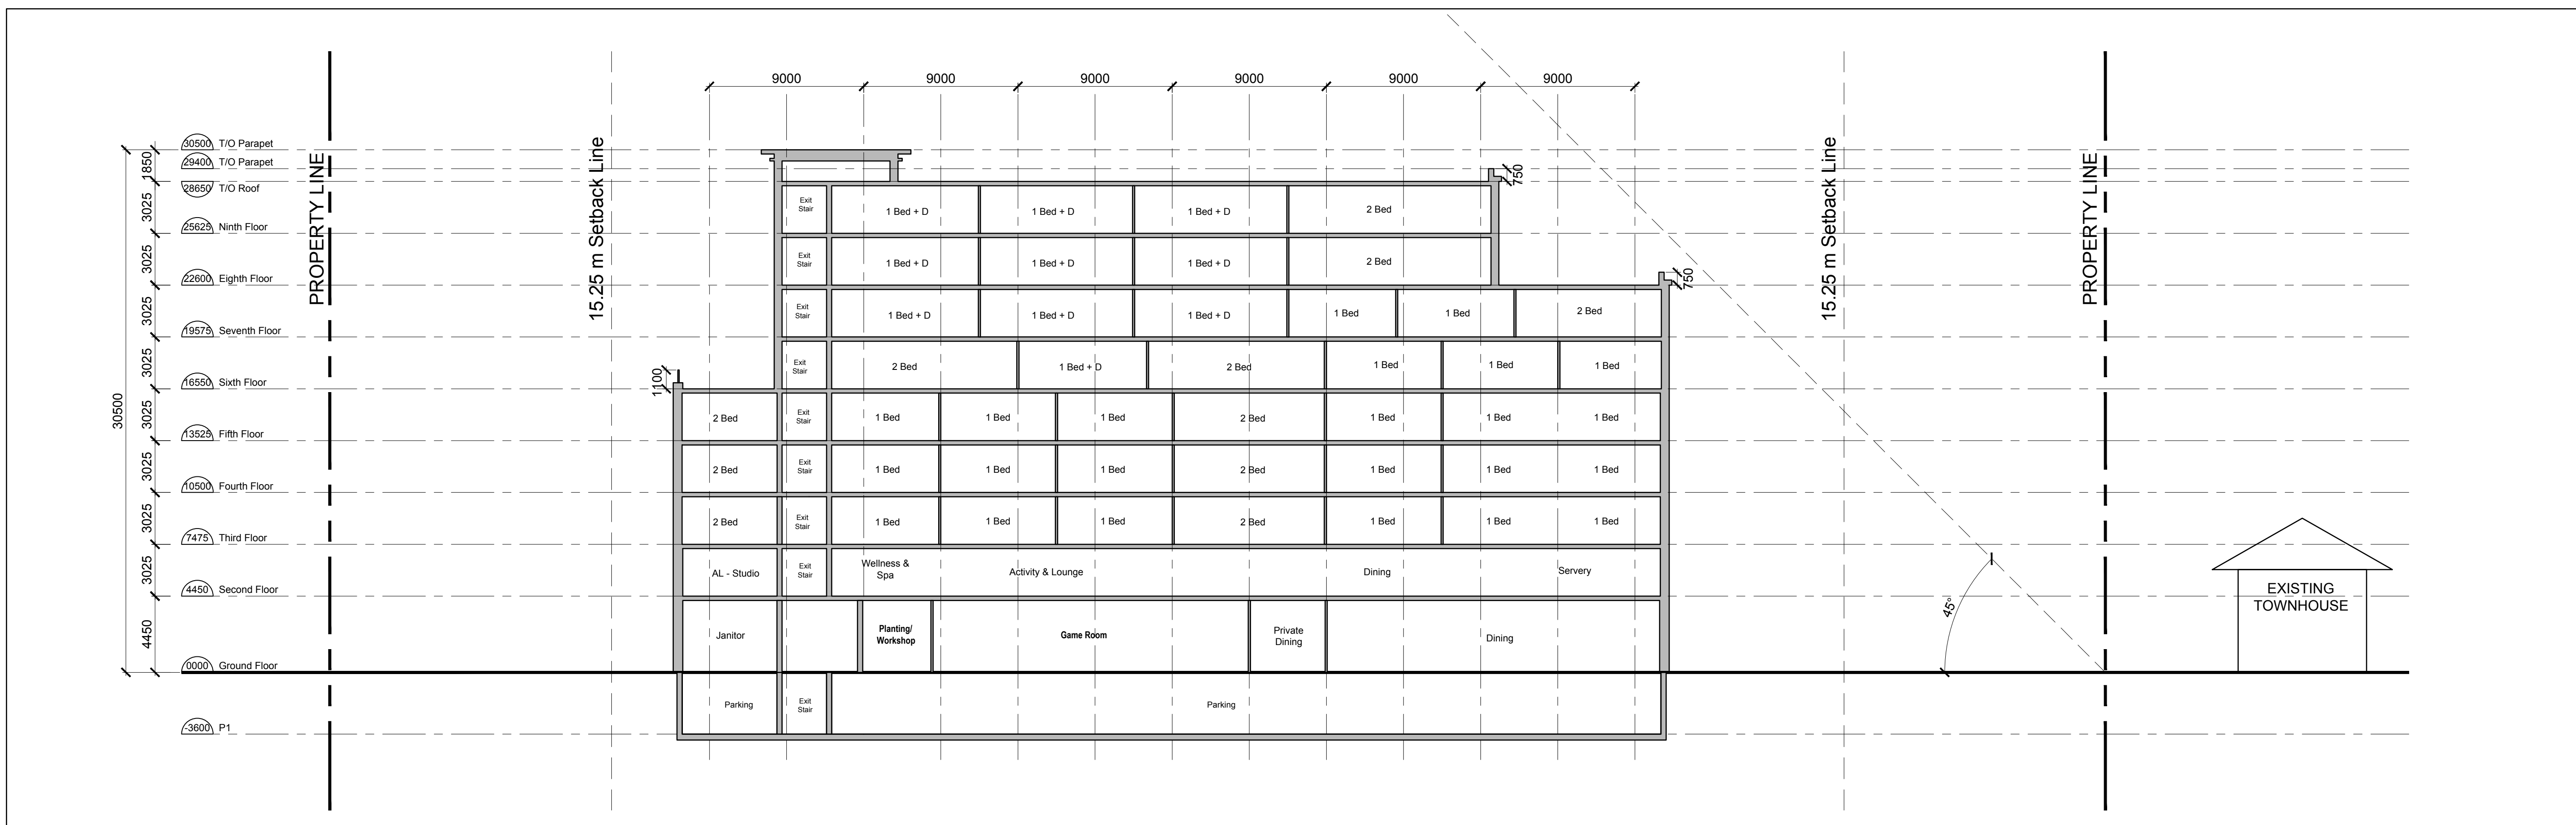 9000 9000 9000 9000 9000 9000
PROPERTY LINE
15.25 m Setback Line
15.25 m Setback Line
PROPERTY LINE
30500 T/O Parapet
29400 T/O Parapet
28650 T/O Roof
25625 Ninth Floor
22600 Eighth Floor
19575 Seventh Floor
16550 Sixth Floor
13525 Fifth Floor
10500 Fourth Floor
7475 Third Floor
4450 Second Floor
0000 Ground Floor
-3600 P1
30500
1850
3025
3025
3025
3025
3025
3025
3025
3025
4450
1100
750
750
Exit
Stair
1 Bed + D
1 Bed + D
1 Bed + D
2 Bed
Exit
Stair
1 Bed + D
1 Bed + D
1 Bed + D
2 Bed
Exit
Stair
1 Bed + D
1 Bed + D
1 Bed + D
1 Bed
1 Bed
2 Bed
Exit
Stair
2 Bed
1 Bed + D
2 Bed
1 Bed
1 Bed
1 Bed
2 Bed
Exit
Stair
1 Bed
1 Bed
1 Bed
2 Bed
1 Bed
1 Bed
1 Bed
2 Bed
Exit
Stair
1 Bed
1 Bed
1 Bed
2 Bed
1 Bed
1 Bed
1 Bed
2 Bed
Exit
Stair
1 Bed
1 Bed
1 Bed
2 Bed
1 Bed
1 Bed
1 Bed
AL - Studio
Exit
Stair
Wellness &
Spa
Activity & Lounge
Dining
Servery
Janitor
Planting/
Workshop
Game Room
Private
Dining
Dining
Parking
Exit
Stair
Parking
45°
EXISTING
TOWNHOUSE